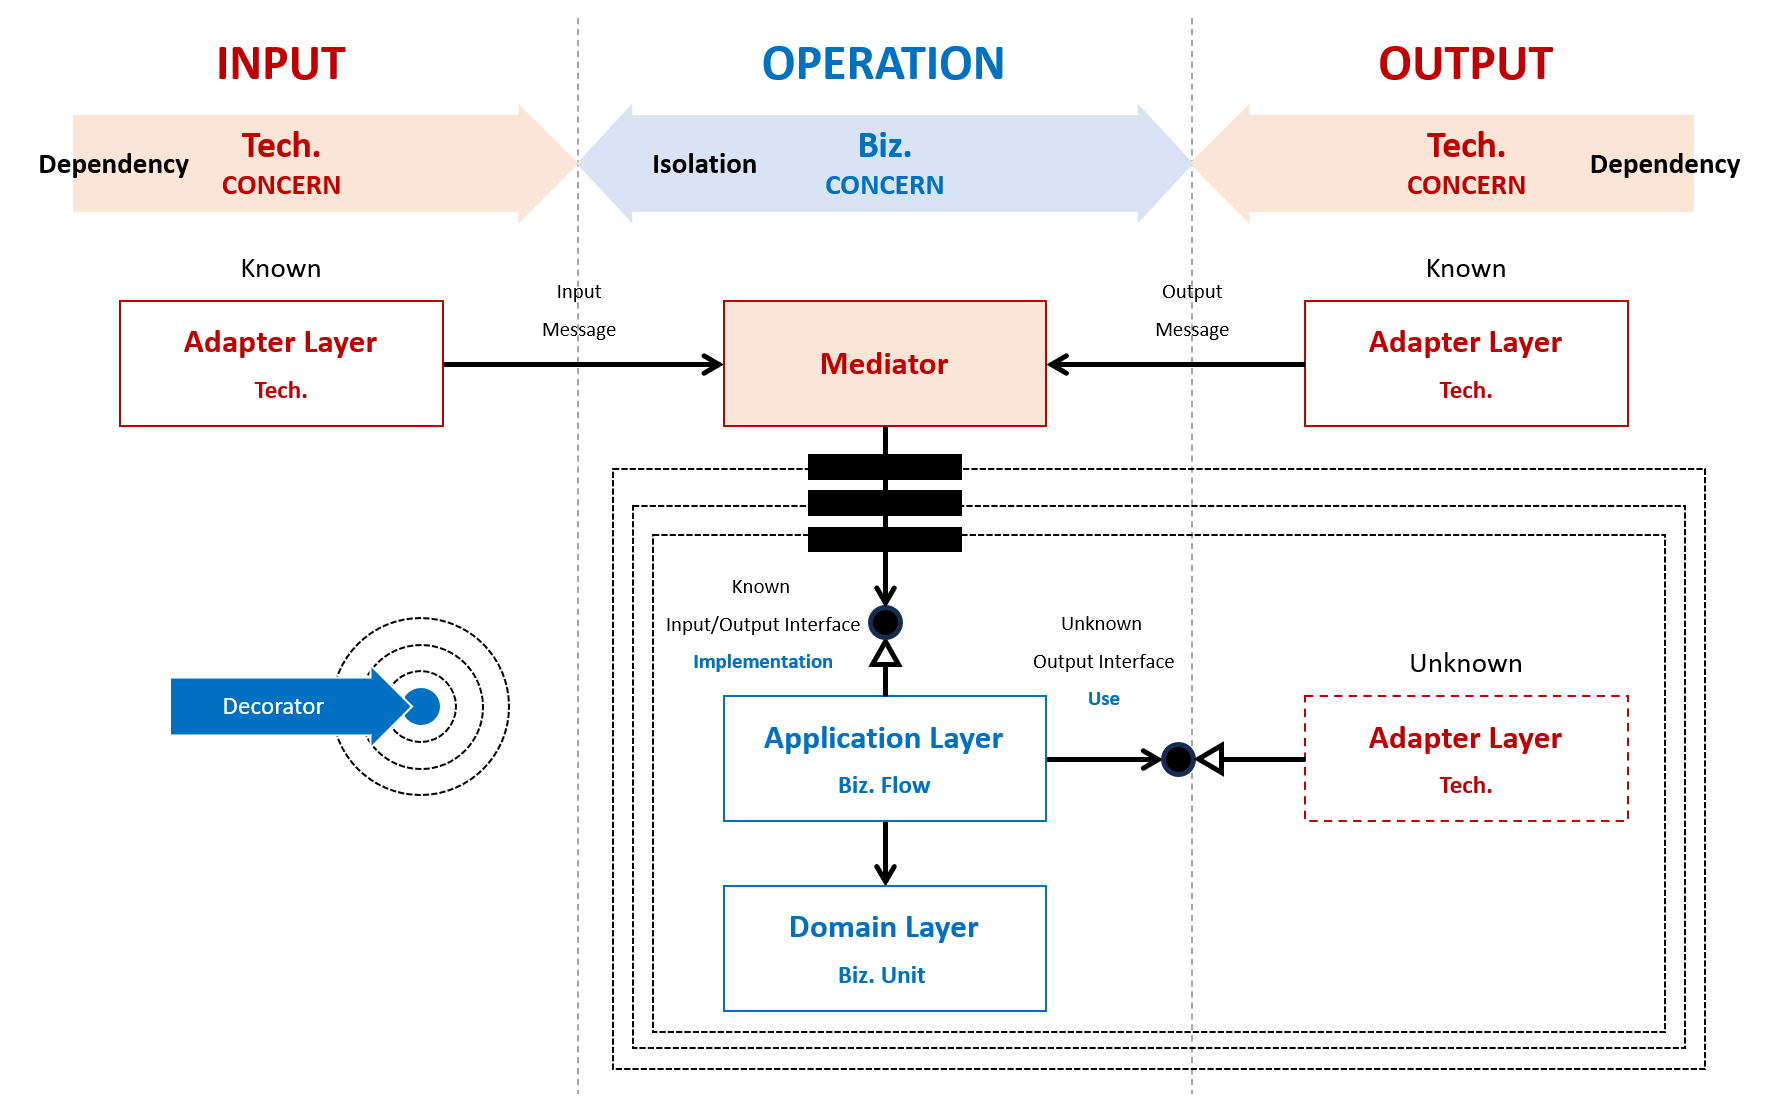 INPUT
OPERATION
OUTPUT
Dependency
Tech.
CONCERN
Isolation
Biz.
CONCERN
Tech.
CONCERN
Dependency
Known
Adapter Layer
Tech.
Input
Message
Mediator
Output
Message
Known
Adapter Layer
Tech.
Known
Input/Output Interface
Implementation
Unknown
Output Interface
Use
Decorator
Application Layer
Biz. Flow
Unknown
Adapter Layer
Tech.
Domain Layer
Biz. Unit